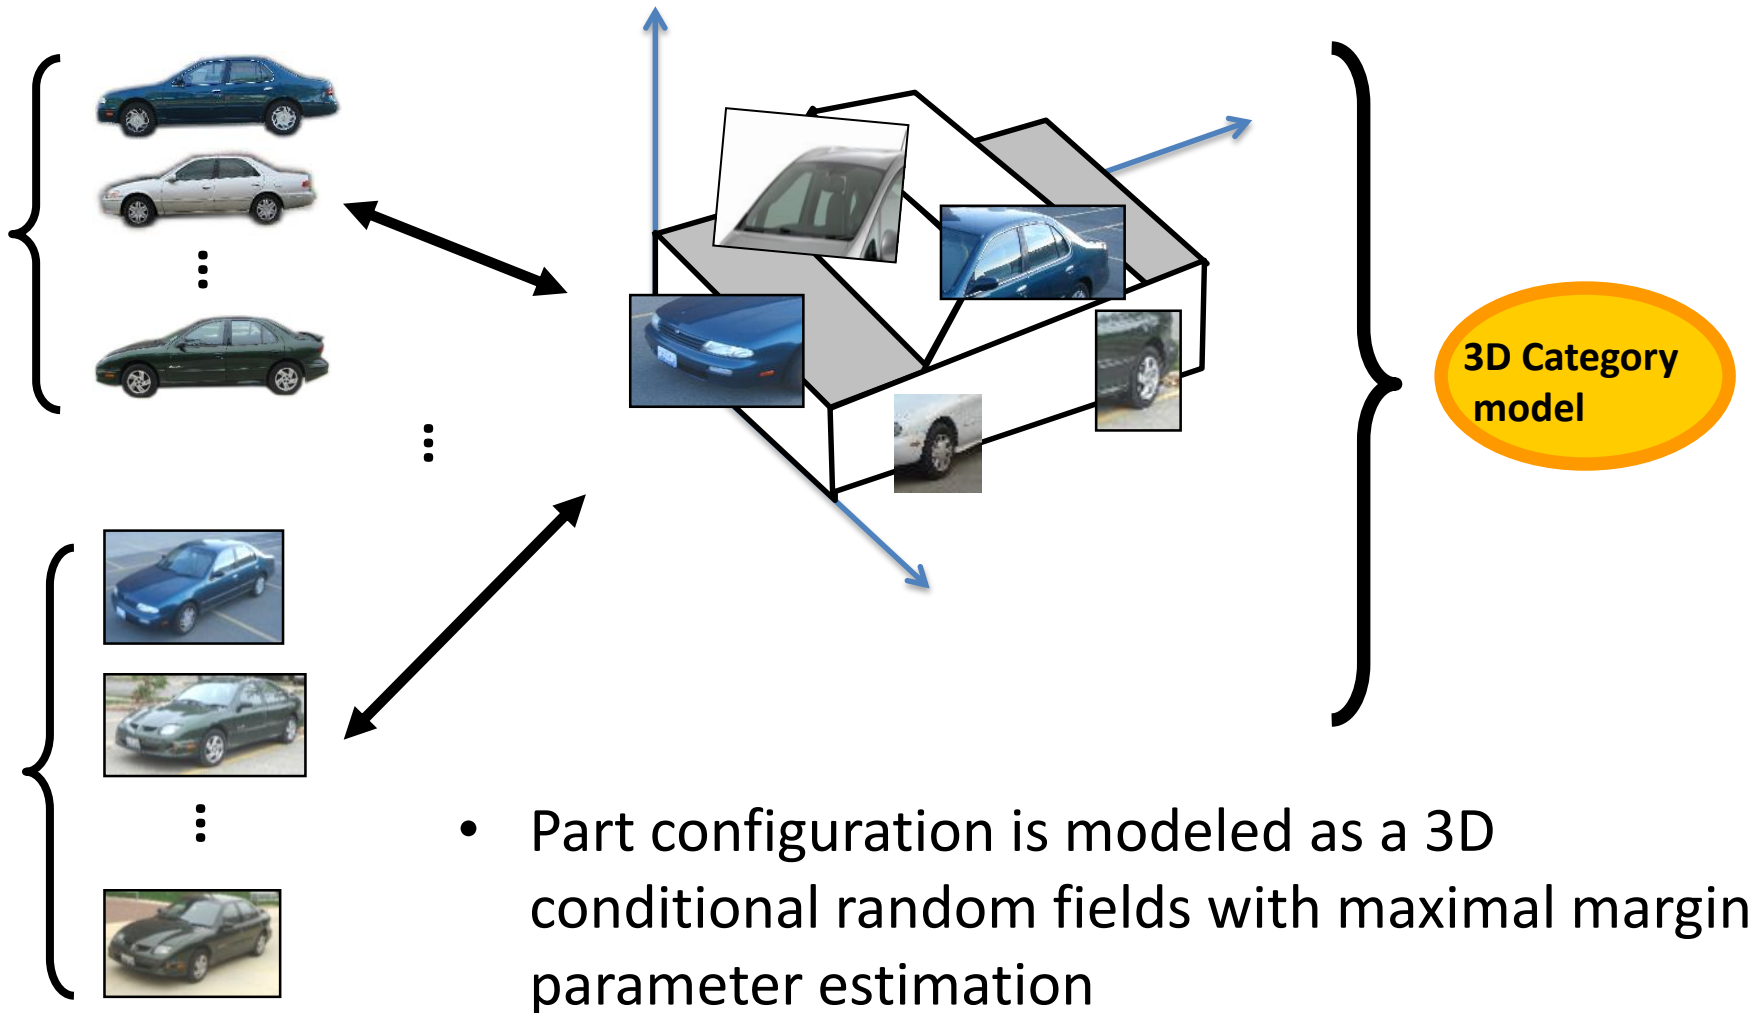 3D Category
model
• Part configuration is modeled as a 3D
conditional random fields with maximal margin
parameter estimation